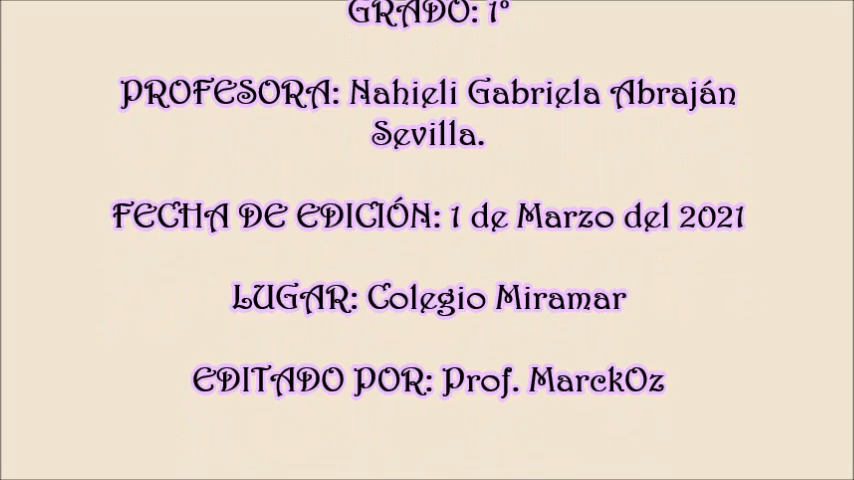 GRADO: 1°
PROFESORA: Nahieli Gabriela Abraján
Sevilla.
FECHA DE EDICIÓN: 1 de Marzo del 2021
LUGAR: Colegio Miramar
EDITADO POR: Prof. MarckOz